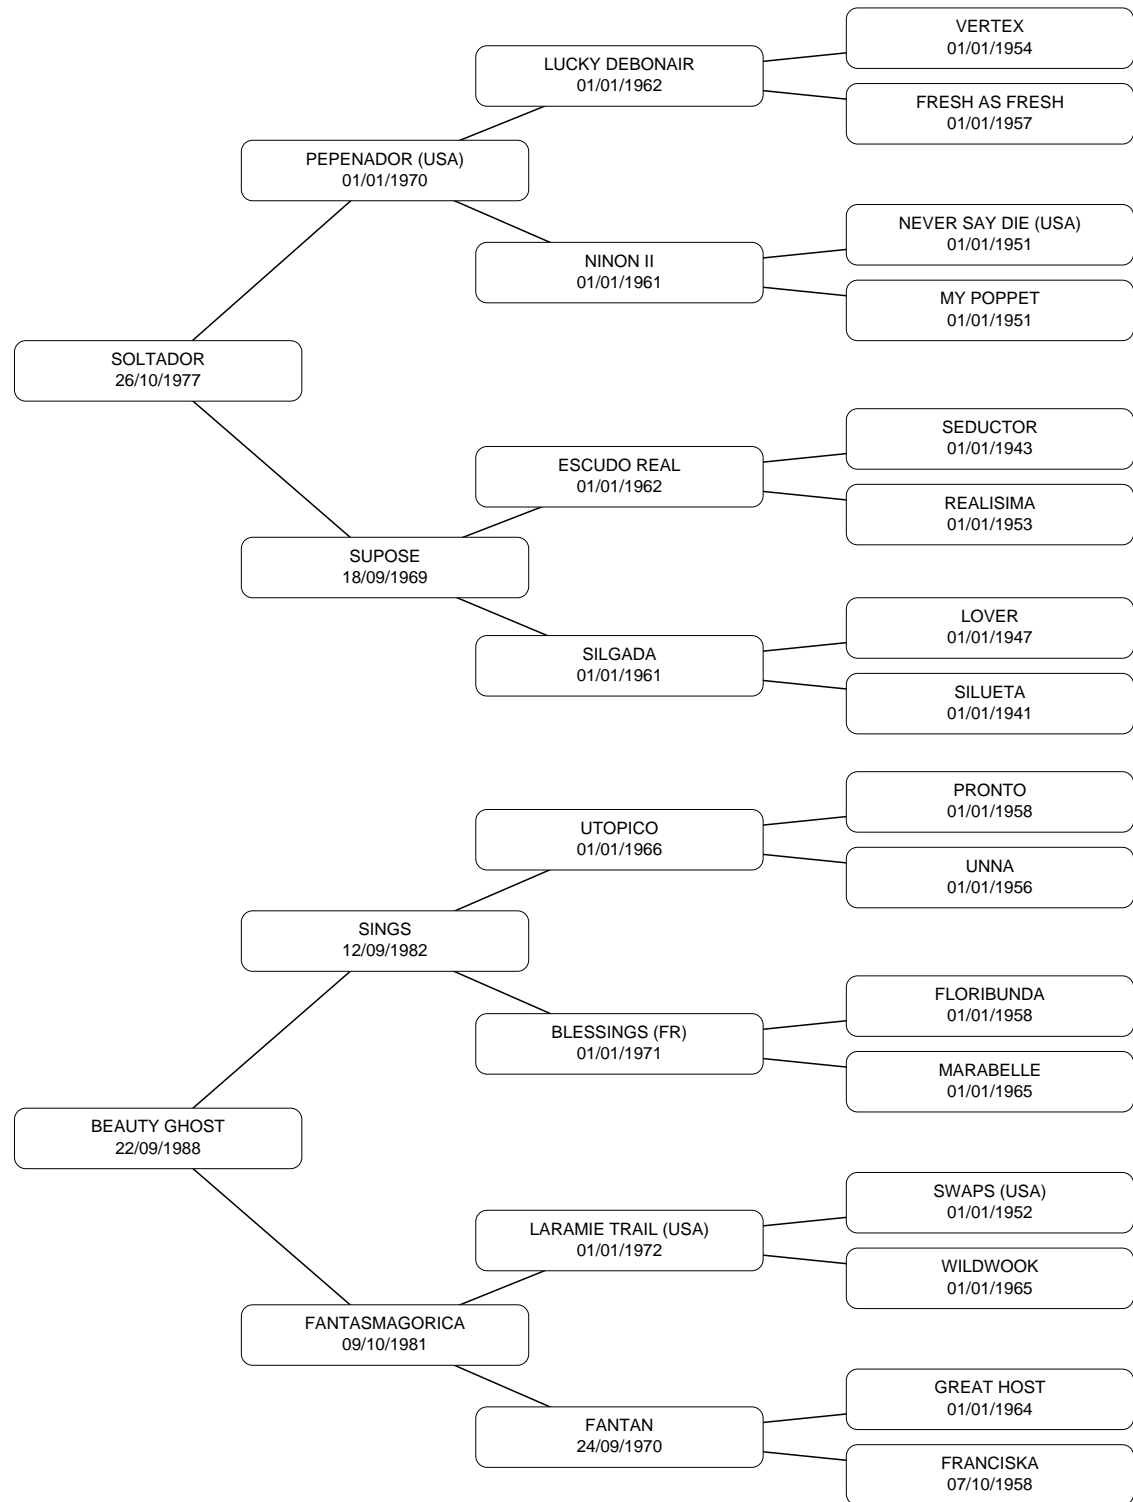 VERTEX
01/01/1954
LUCKY DEBONAIR
01/01/1962
FRESH AS FRESH
01/01/1957
PEPENADOR (USA)
01/01/1970
NEVER SAY DIE (USA)
01/01/1951
NINON II
01/01/1961
MY POPPET
01/01/1951
SOLTADOR
26/10/1977
SEDUCTOR
01/01/1943
ESCUDO REAL
01/01/1962
REALISIMA
01/01/1953
SUPOSE
18/09/1969
LOVER
01/01/1947
SILGADA
01/01/1961
SILUETA
01/01/1941
PRONTO
01/01/1958
UTOPICO
01/01/1966
UNNA
01/01/1956
SINGS
12/09/1982
FLORIBUNDA
01/01/1958
BLESSINGS (FR)
01/01/1971
MARABELLE
01/01/1965
BEAUTY GHOST
22/09/1988
SWAPS (USA)
01/01/1952
LARAMIE TRAIL (USA)
01/01/1972
WILDWOOK
01/01/1965
FANTASMAGORICA
09/10/1981
GREAT HOST
01/01/1964
FANTAN
24/09/1970
FRANCISKA
07/10/1958